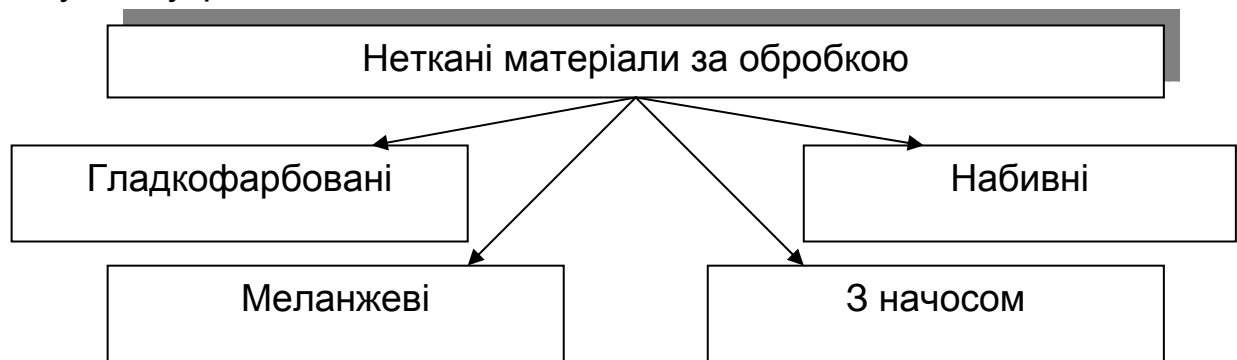 Неткані матеріали за обробкою
Гладкофарбовані
Набивні
Меланжеві
З начосом